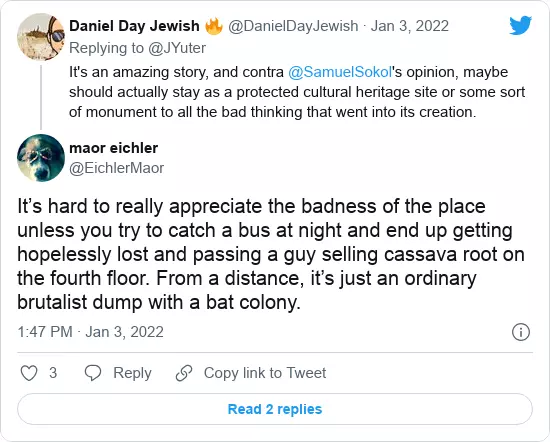 Daniel Day Jewish 🔥 @DanielDayJewish · Jan 3, 2022
Replying to @JYuter
It's an amazing story, and contra @SamuelSokol's opinion, maybe
should actually stay as a protected cultural heritage site or some sort
of monument to all the bad thinking that went into its creation.
maor eichler
@EichlerMaor
It’s hard to really appreciate the badness of the place
unless you try to catch a bus at night and end up getting
hopelessly lost and passing a guy selling cassava root on
the fourth floor. From a distance, it’s just an ordinary
brutalist dump with a bat colony.
1:47 PM · Jan 3, 2022
3 Reply Copy link to Tweet
Read 2 replies